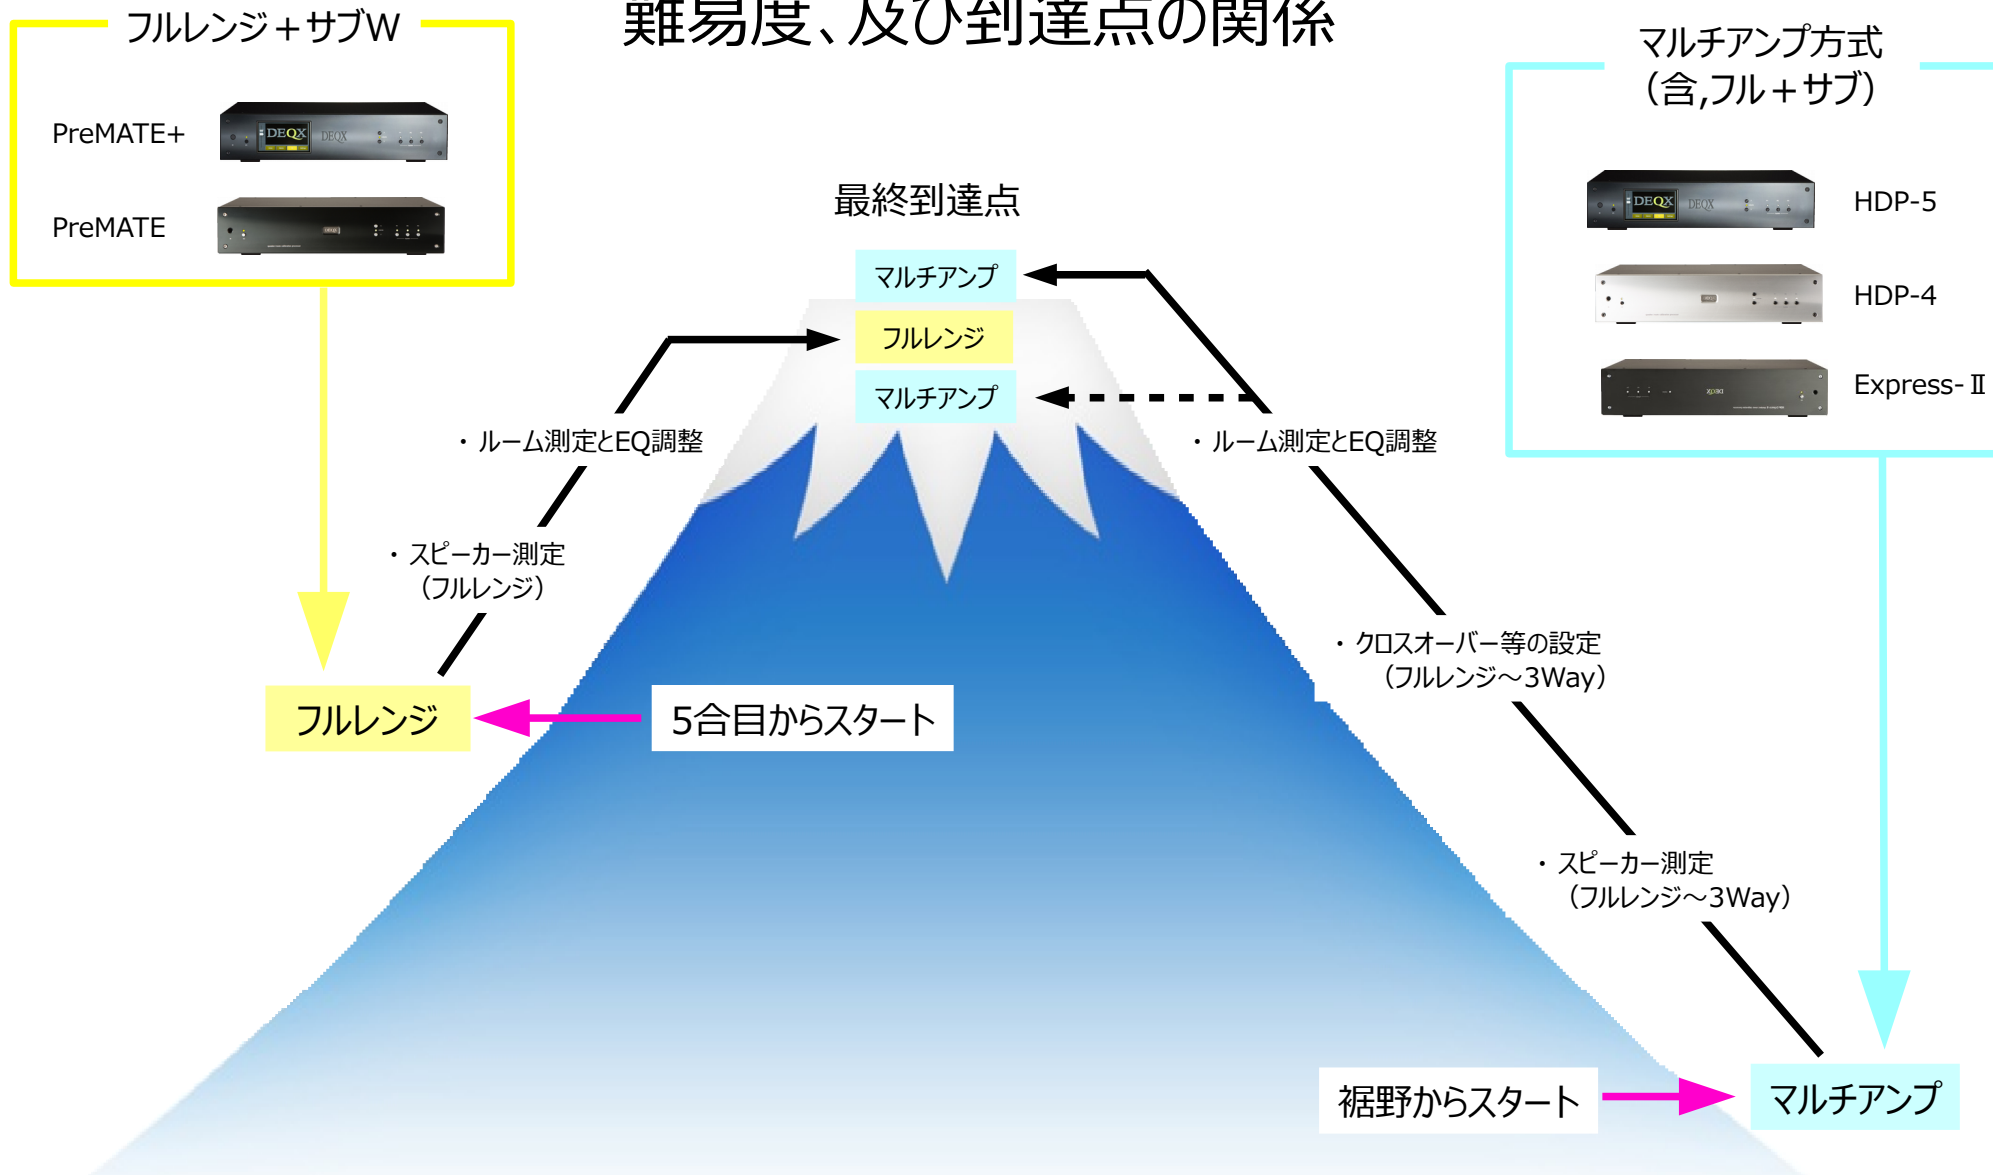 難易度、及び到達点の関係
フルレンジ＋サブW
PreMATE+
DEQX
DEQX
PreMATE
マルチアンプ方式
（含,フル＋サブ）
DEQX
DEQX
HDP-5
HDP-4
DEQX
Express-Ⅱ
最終到達点
マルチアンプ
フルレンジ
マルチアンプ
・ルーム測定とEQ調整
・ルーム測定とEQ調整
・スピーカー測定
（フルレンジ）
・クロスオーバー等の設定
（フルレンジ～3Way）
フルレンジ
5合目からスタート
・スピーカー測定
（フルレンジ～3Way）
裾野からスタート
マルチアンプ